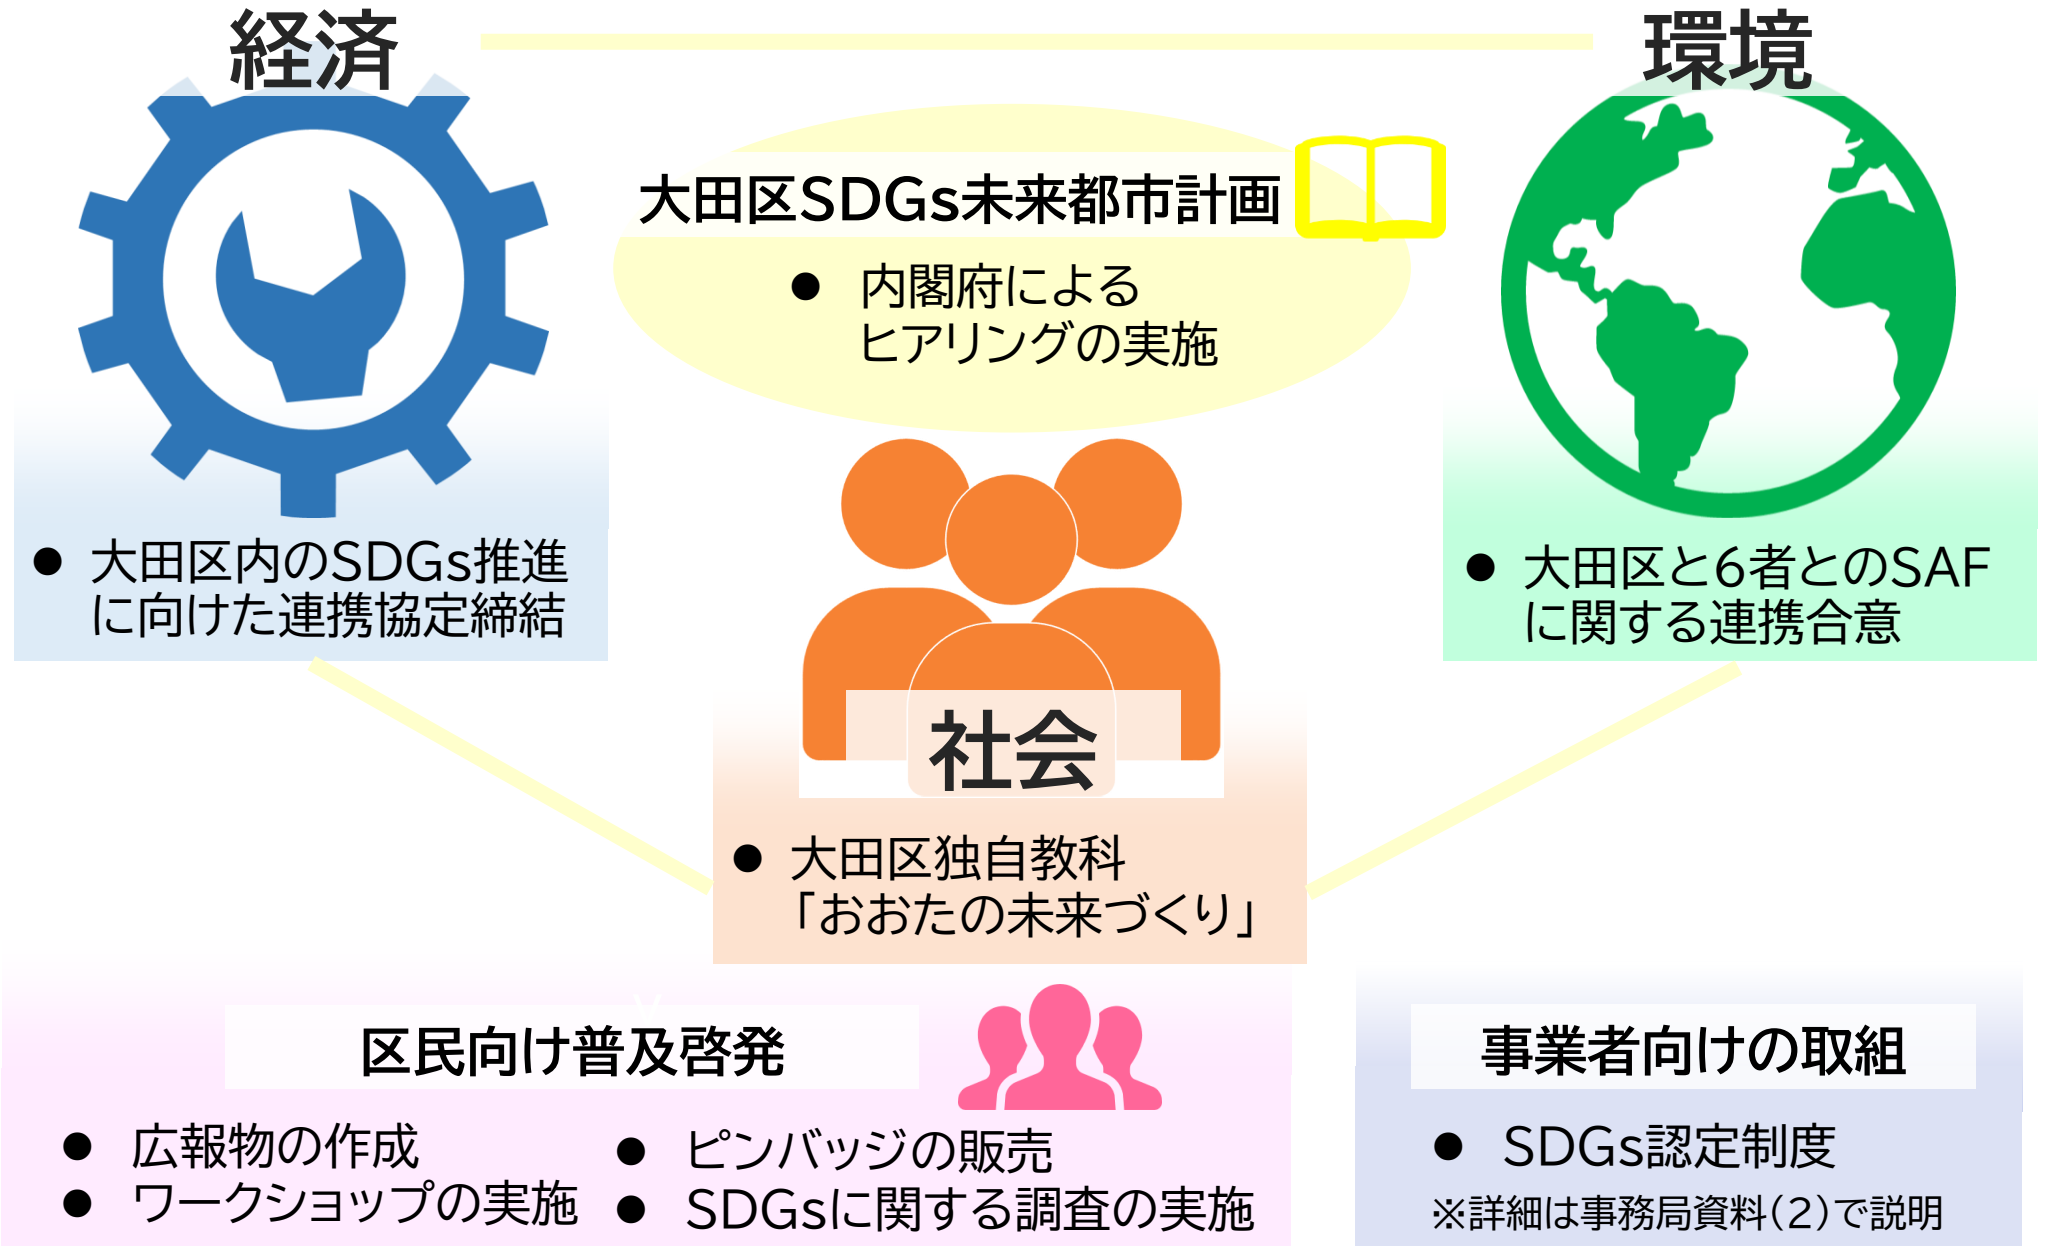 経済
環境
大田区SDGs未来都市計画
● 内閣府による
ヒアリングの実施
● 大田区内のSDGs推進
に向けた連携協定締結
● 大田区と6者とのSAF
に関する連携合意
社会
● 大田区独自教科
「おおたの未来づくり」
区民向け普及啓発
● 広報物の作成
● ワークショップの実施
● ピンバッジの販売
● SDGsに関する調査の実施
事業者向けの取組
● SDGs認定制度
※詳細は事務局資料(2)で説明